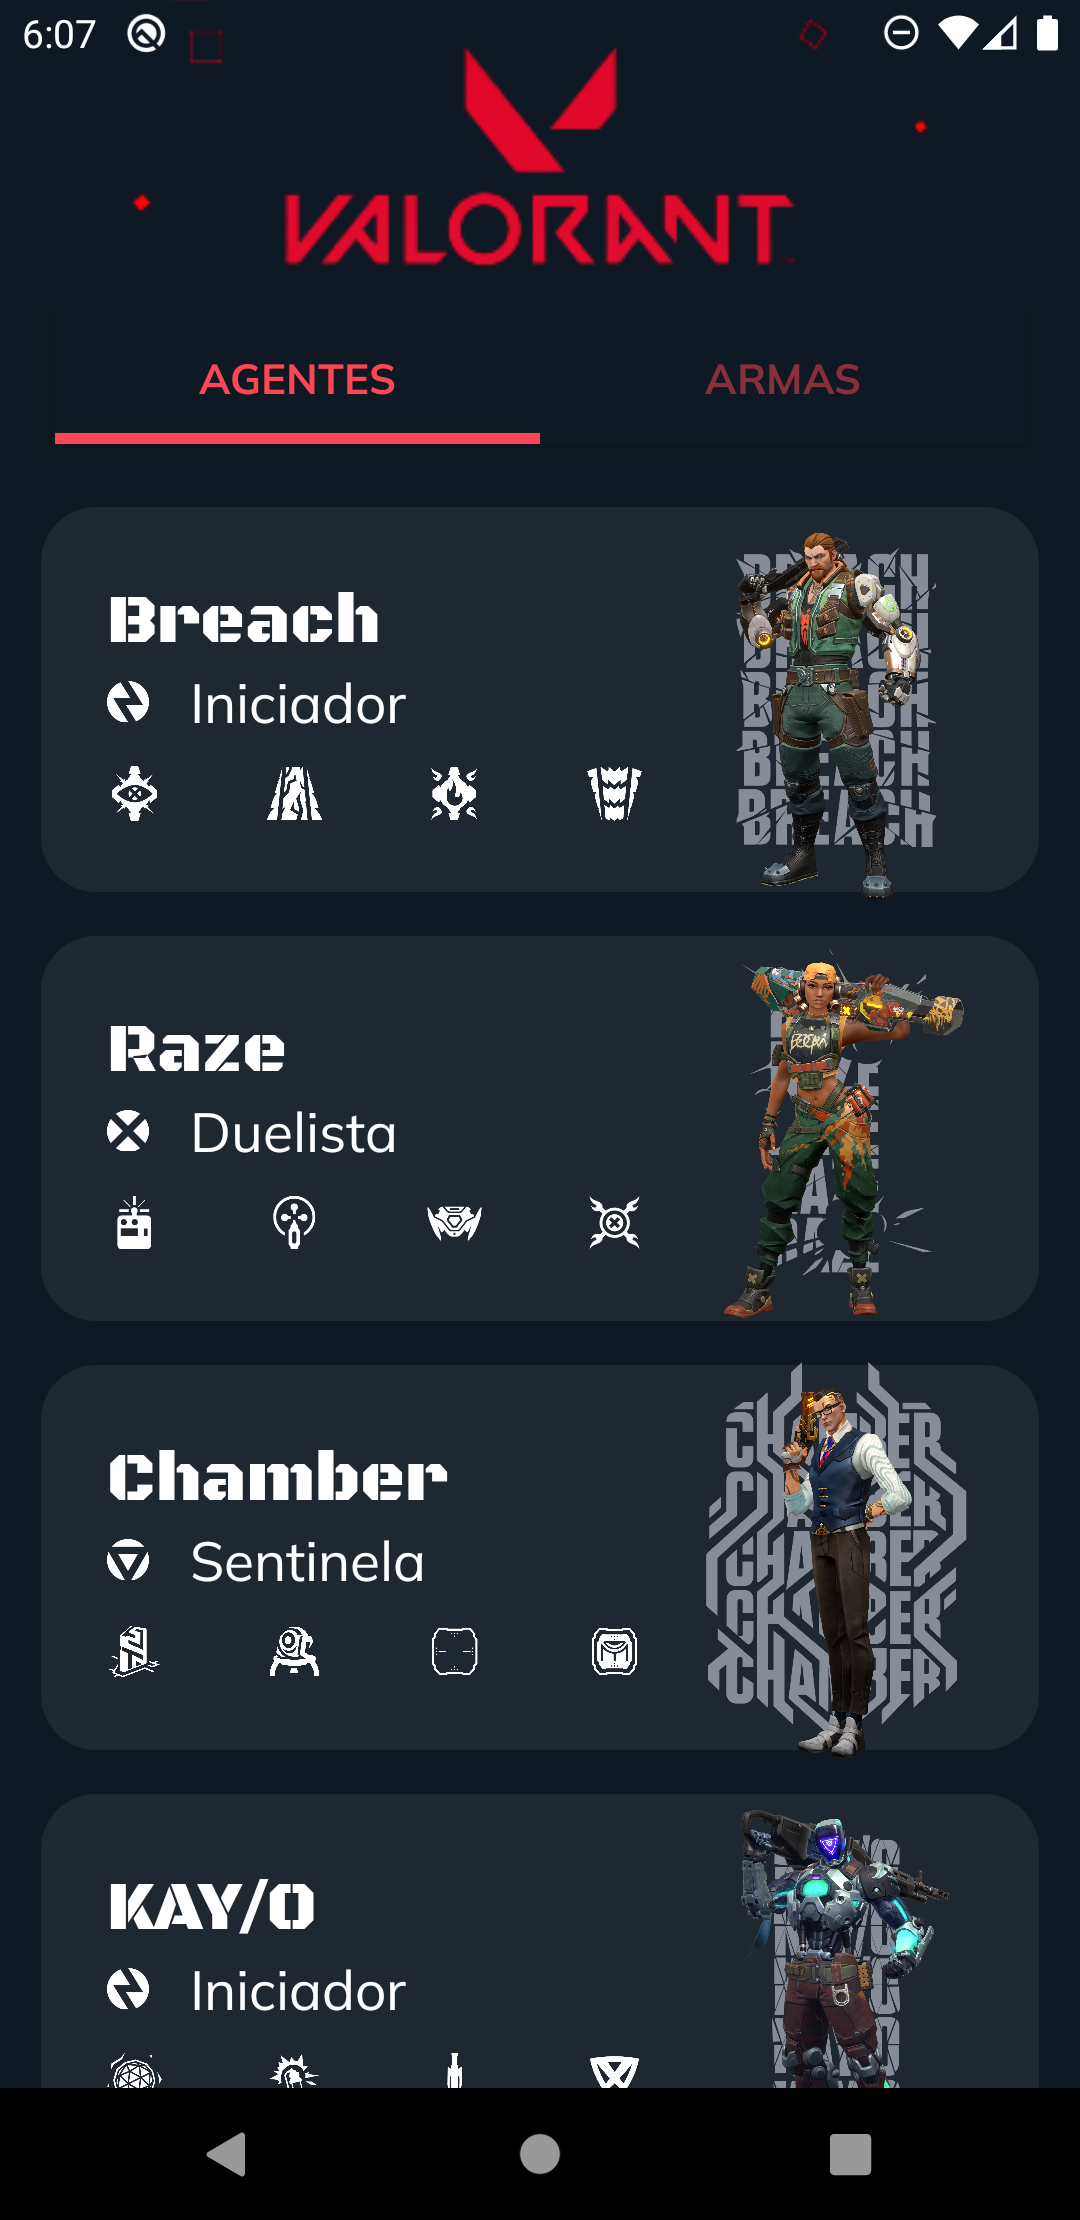 6:07
VALORANT
AGENTES
ARMAS
Breach
Iniciador
BREACH
BREACH
BREACH
BREACH
BREACH
Raze
Duelista
BOOM
Chamber
Sentinela
CHAMBER
CHAMBER
CHAMBER
CHAMBER
CHAMBER
KAY/O
Iniciador